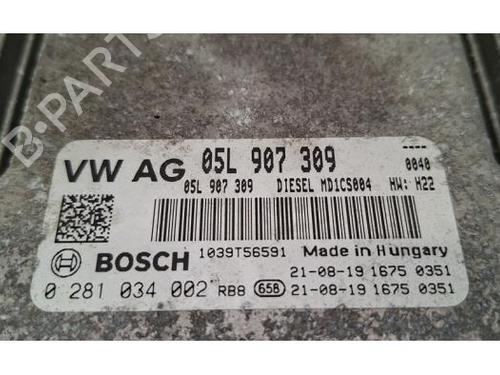 B-PARTS
VW AG 05L 907 309 ----
0040
05L 907 309 DIESEL MD1CS004 HW: H22
1039T56591 Made in Hungary
BOSCH 21-08-19 1675 0351
0 281 034 002 RB8 658 21-08-19 1675 0351